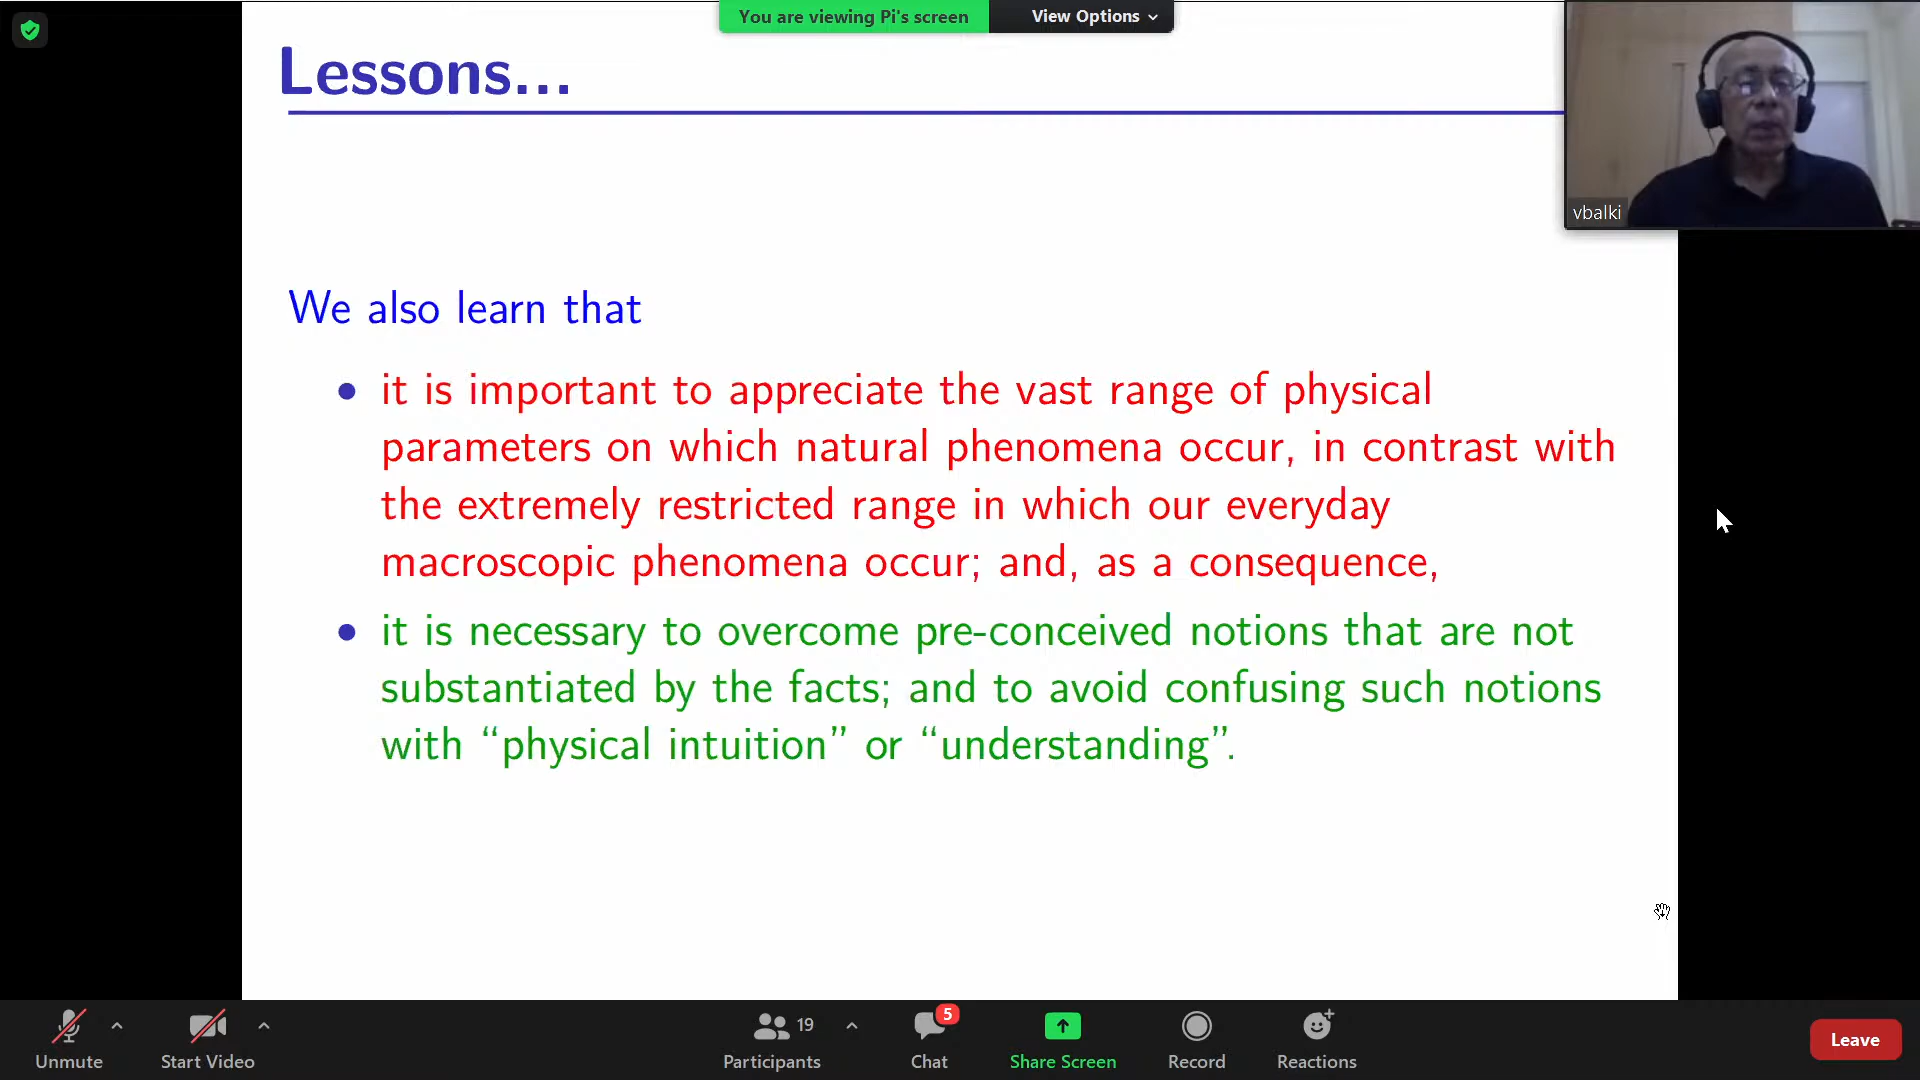 You are viewing Pi's screen
View Options
Lessons...
vbalki
We also learn that
it is important to appreciate the vast range of physical
parameters on which natural phenomena occur, in contrast with
the extremely restricted range in which our everyday
macroscopic phenomena occur; and, as a consequence,
it is necessary to overcome pre-conceived notions that are not
substantiated by the facts; and to avoid confusing such notions
with “physical intuition” or “understanding”.
19
5
Unmute
Start Video
Participants
Chat
Share Screen
Record
Reactions
Leave